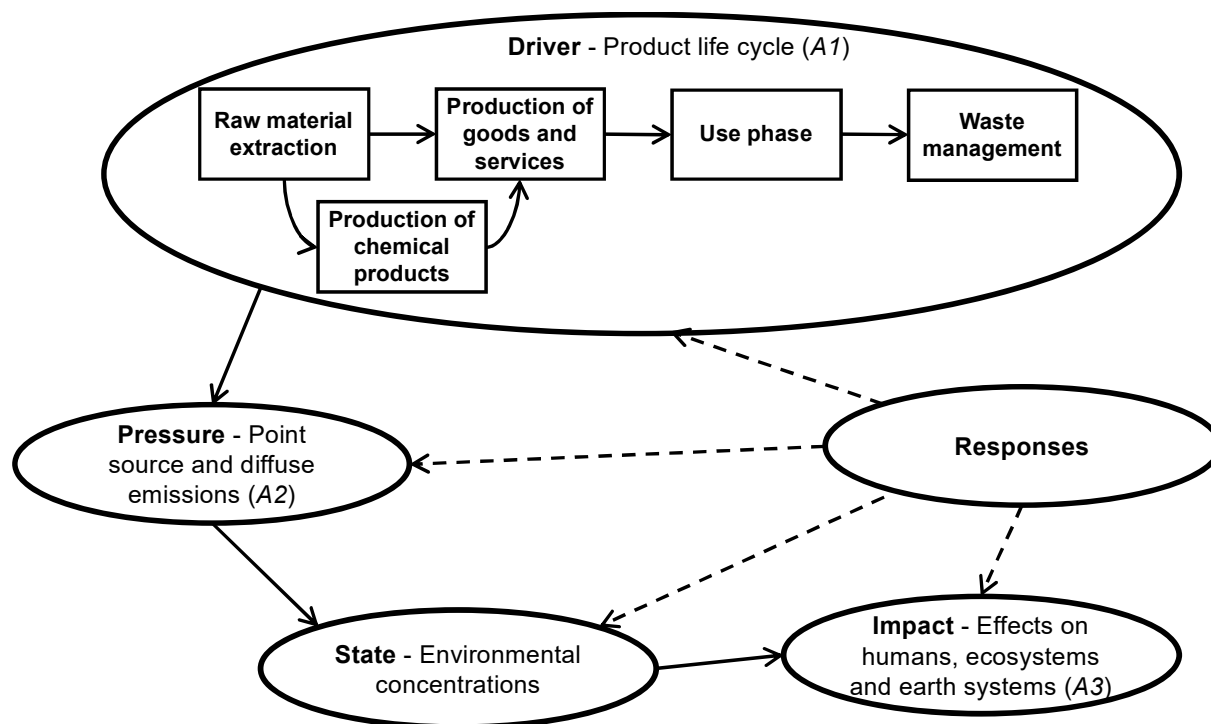 Driver - Product life cycle (A1)
Raw material
extraction
Production of
goods and
services
Use phase
Waste
management
Production of
chemical
products
Pressure - Point
source and diffuse
emissions (A2)
Responses
State - Environmental
concentrations
Impact - Effects on
humans, ecosystems
and earth systems (A3)